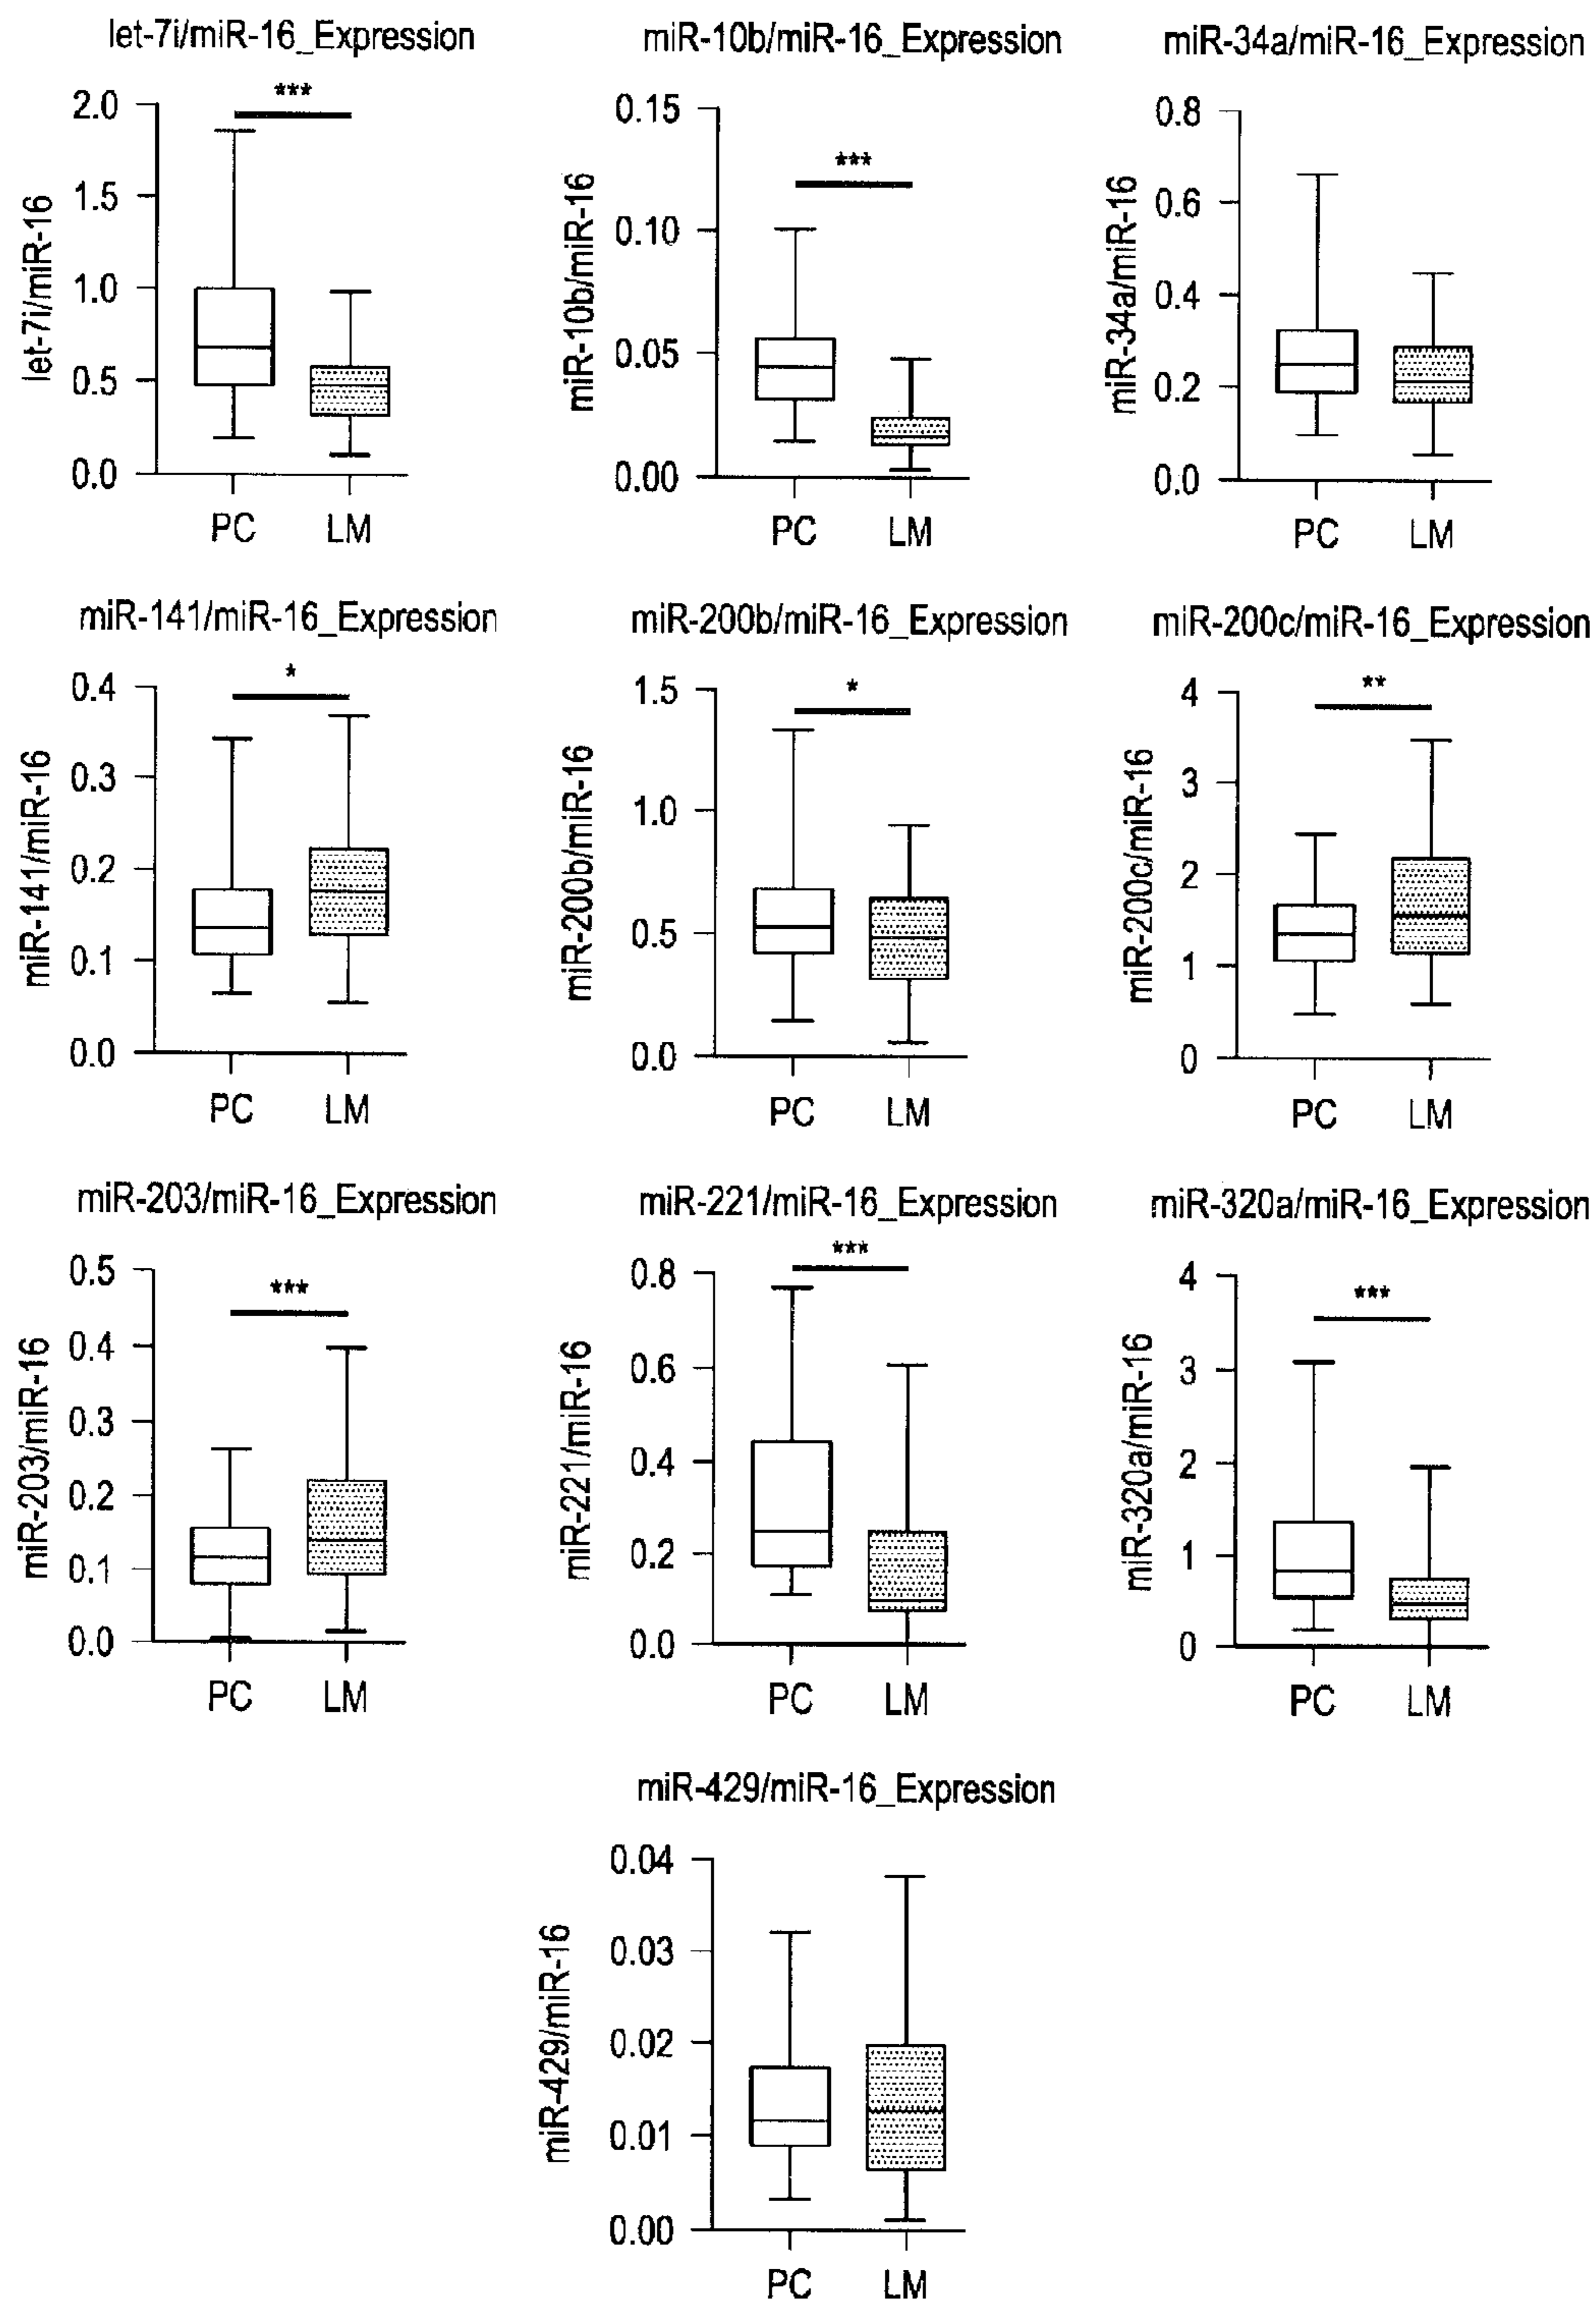 let-7i/miR-16_Expression
***
let-7i/miR-16
2.0
1.5
1.0
0.5
0.0
PC LM
miR-10b/miR-16_Expression
***
miR-10b/miR-16
0.15
0.10
0.05
0.00
PC LM
miR-34a/miR-16_Expression
miR-34a/miR-16
0.8
0.6
0.4
0.2
0.0
PC LM
miR-141/miR-16_Expression
*
miR-141/miR-16
0.4
0.3
0.2
0.1
0.0
PC LM
miR-200b/miR-16_Expression
*
miR-200b/miR-16
1.5
1.0
0.5
0.0
PC LM
miR-200c/miR-16_Expression
**
miR-200c/miR-16
4
3
2
1
0
PC LM
miR-203/miR-16_Expression
***
miR-203/miR-16
0.5
0.4
0.3
0.2
0.1
0.0
PC LM
miR-221/miR-16_Expression
***
miR-221/miR-16
0.8
0.6
0.4
0.2
0.0
PC LM
miR-320a/miR-16_Expression
***
miR-320a/miR-16
4
3
2
1
0
PC LM
miR-429/miR-16_Expression
miR-429/miR-16
0.04
0.03
0.02
0.01
0.00
PC LM